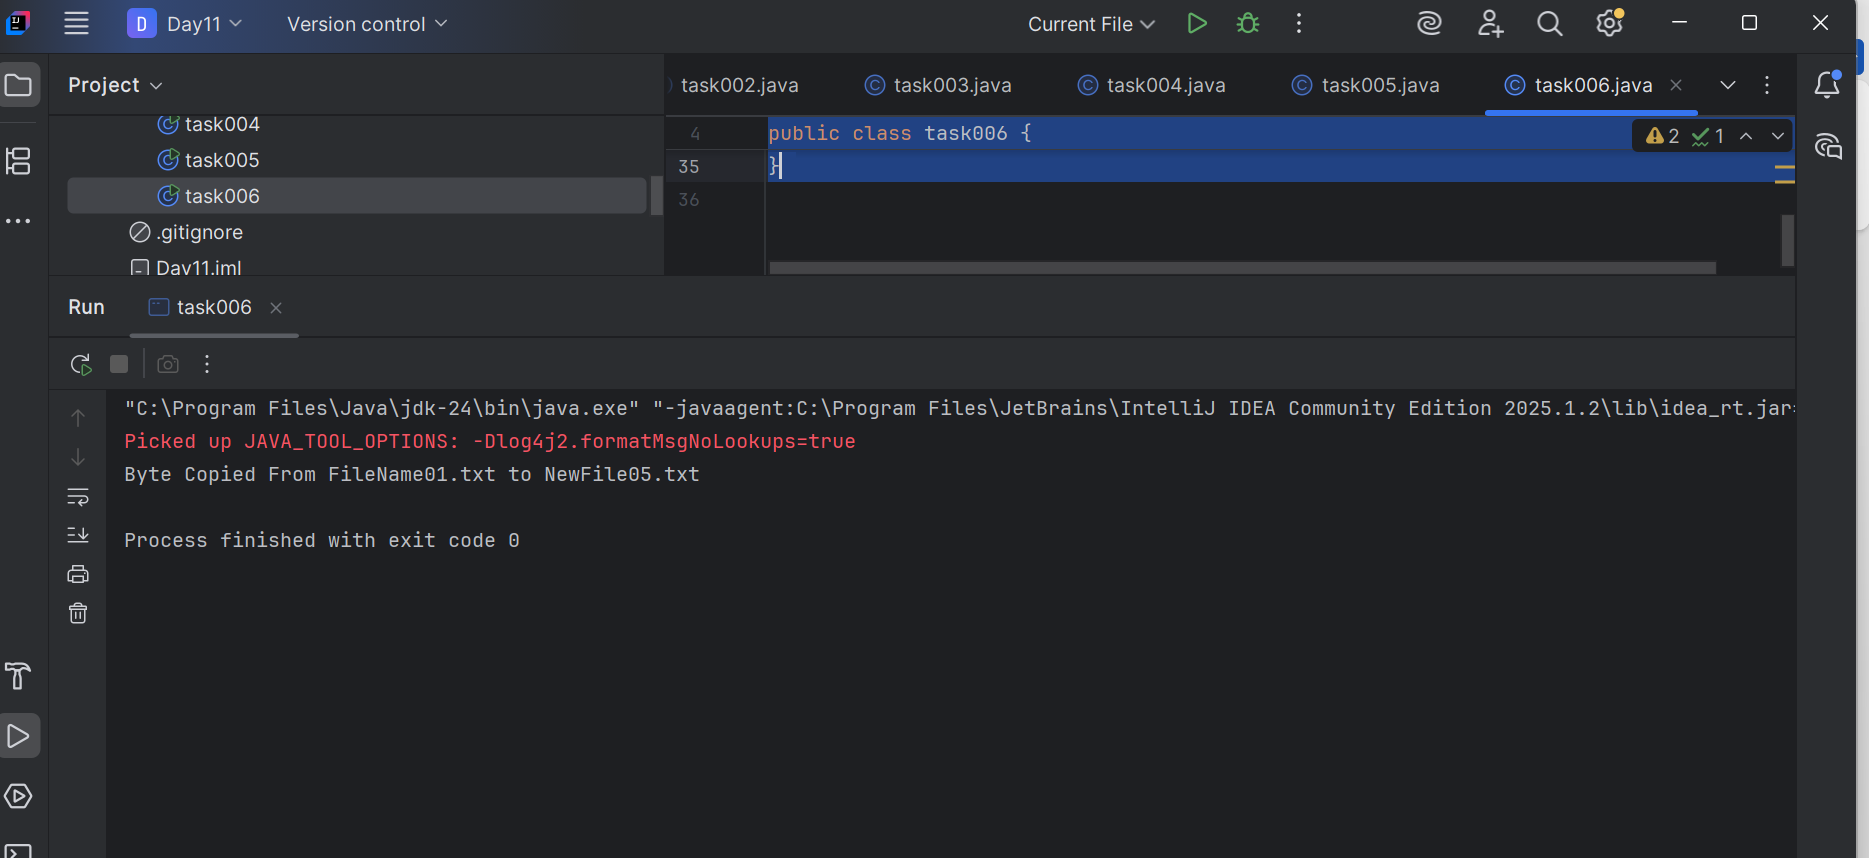 D Day11 Version control Current File
Project
task002.java task003.java task004.java task005.java task006.java
task004
task005
task006
.gitignore
Day11.iml
4 public class task006 {
2 1
35 }
36
Run task006
"C:\Program Files\Java\jdk-24\bin\java.exe" "-javaagent:C:\Program Files\JetBrains\IntelliJ IDEA Community Edition 2025.1.2\lib\idea_rt.jar=
Picked up JAVA_TOOL_OPTIONS: -Dlog4j2.formatMsgNoLookups=true
Byte Copied From FileName01.txt to NewFile05.txt
Process finished with exit code 0